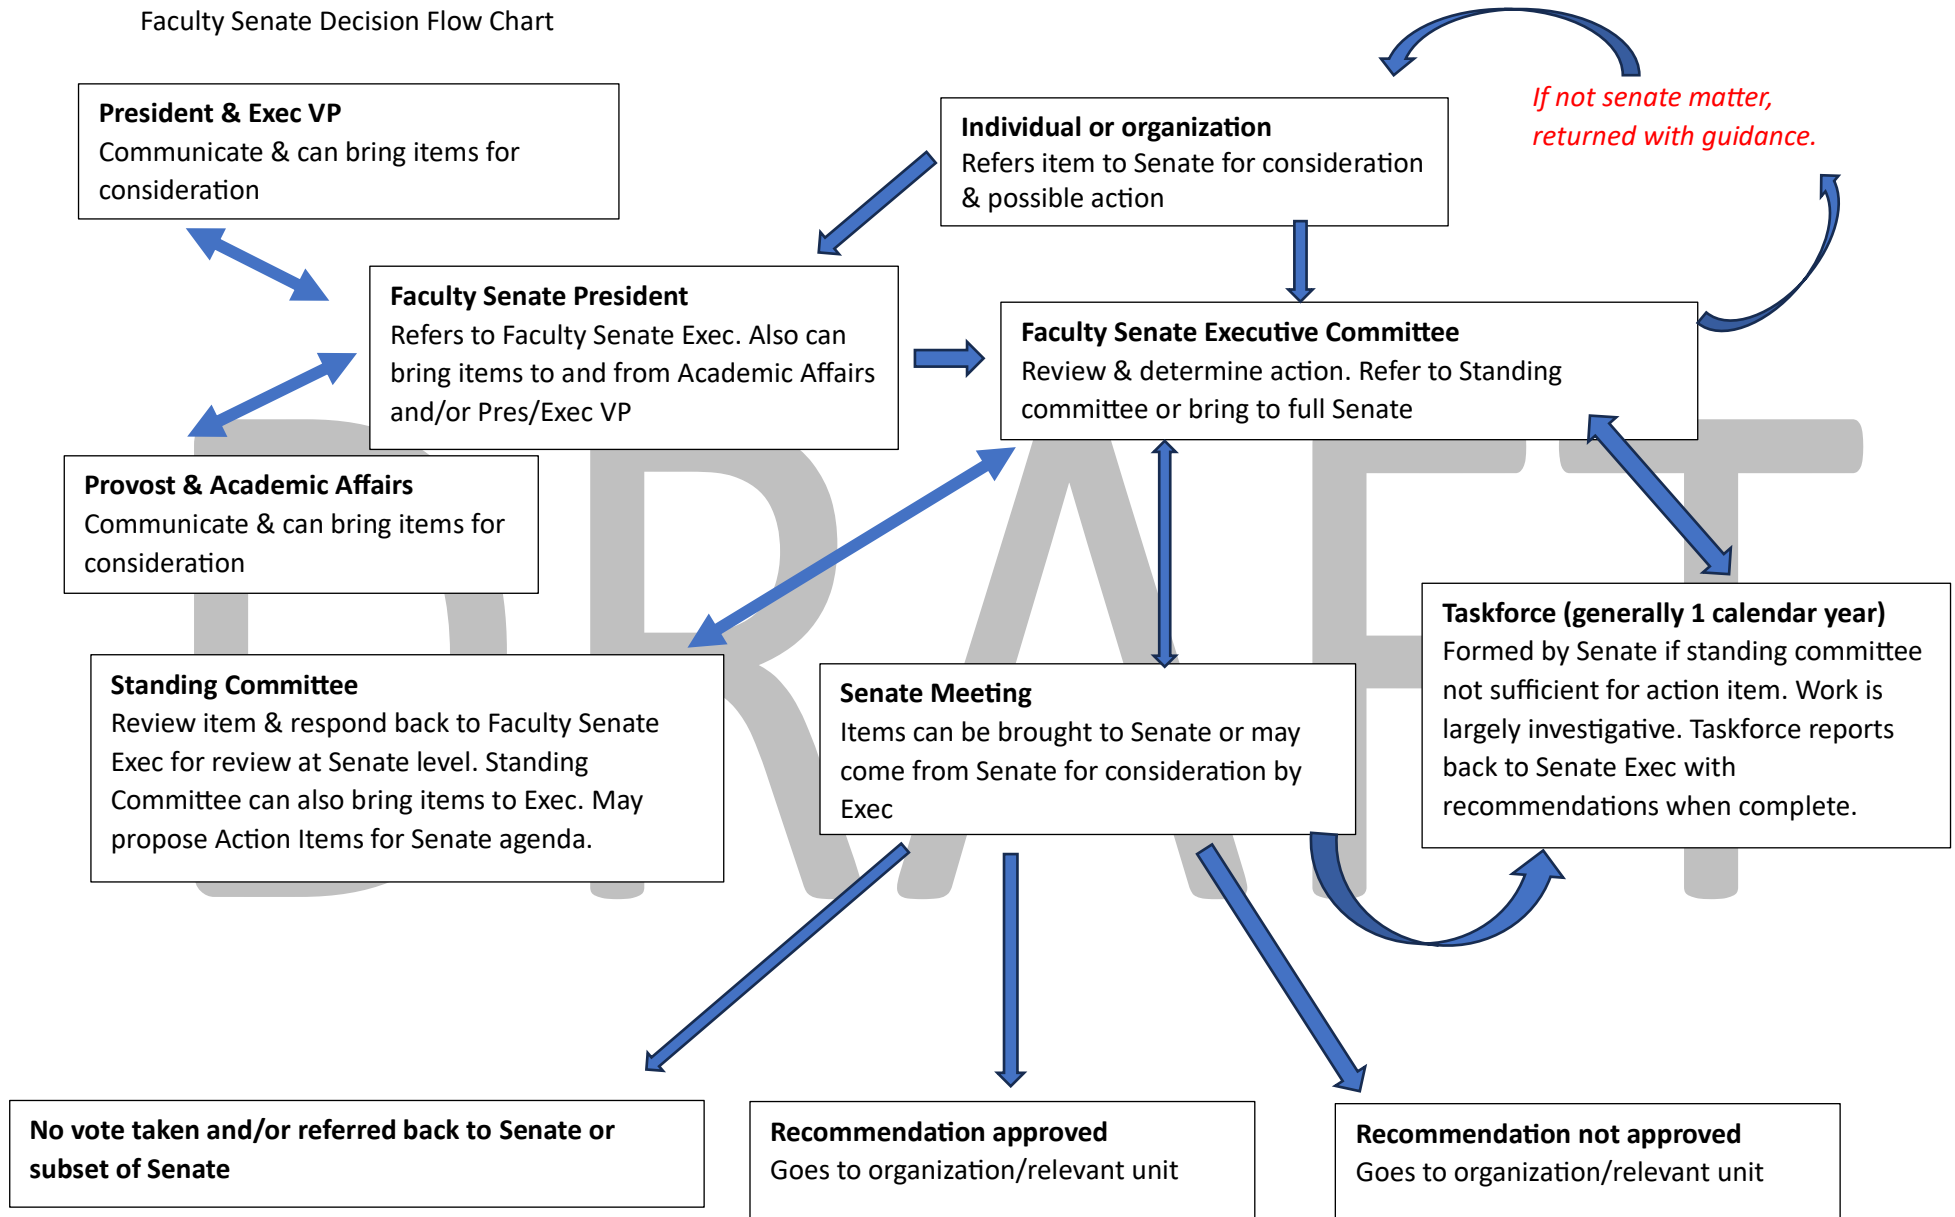 Faculty Senate Decision Flow Chart
President & Exec VP
Communicate & can bring items for
consideration
Individual or organization
Refers item to Senate for consideration
& possible action
If not senate matter,
returned with guidance.
Faculty Senate President
Refers to Faculty Senate Exec. Also can
bring items to and from Academic Affairs
and/or Pres/Exec VP
Faculty Senate Executive Committee
Review & determine action. Refer to Standing
committee or bring to full Senate
Provost & Academic Affairs
Communicate & can bring items for
consideration
DRAFT
Standing Committee
Review item & respond back to Faculty Senate
Exec for review at Senate level. Standing
Committee can also bring items to Exec. May
propose Action Items for Senate agenda.
Senate Meeting
Items can be brought to Senate or may
come from Senate for consideration by
Exec
Taskforce (generally 1 calendar year)
Formed by Senate if standing committee
not sufficient for action item. Work is
largely investigative. Taskforce reports
back to Senate Exec with
recommendations when complete.
No vote taken and/or referred back to Senate or
subset of Senate
Recommendation approved
Goes to organization/relevant unit
Recommendation not approved
Goes to organization/relevant unit